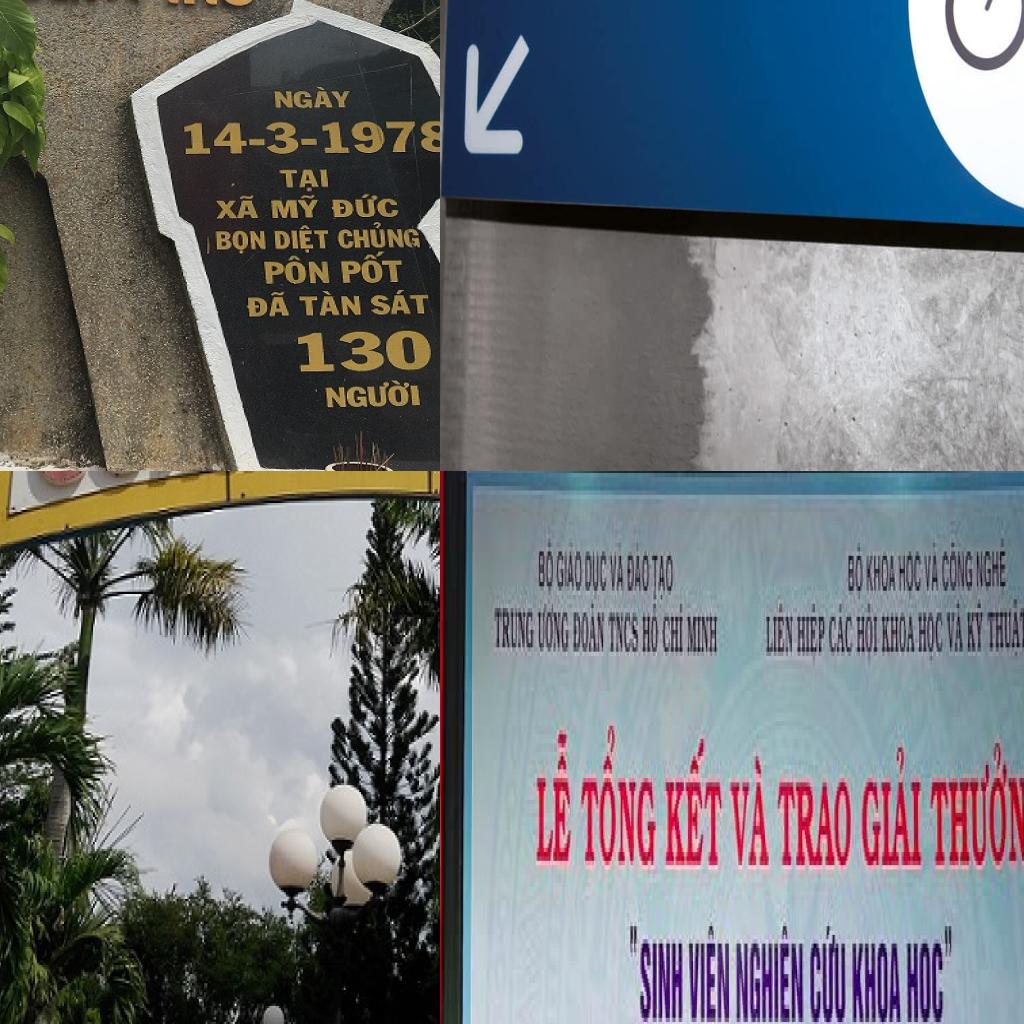 NGÀY
14-3-1978
TẠI
XÃ MỸ ĐỨC
BỌN DIỆT CHỦNG
PÔN PỐT
ĐÃ TÀN SÁT
130
NGƯỜI
BỘ GIÁO DỤC VÀ ĐÀO TẠO
TRUNG ƯƠNG ĐOÀN TNCS HỒ CHÍ MINH
BỘ KHOA HỌC VÀ CÔNG NGHỆ
LIÊN HIỆP CÁC HỘI KHOA HỌC VÀ KỸ THUẬT
LỄ TỔNG KẾT VÀ TRAO GIẢI THƯỞN
"SINH VIÊN NGHIÊN CỨU KHOA HỌC"